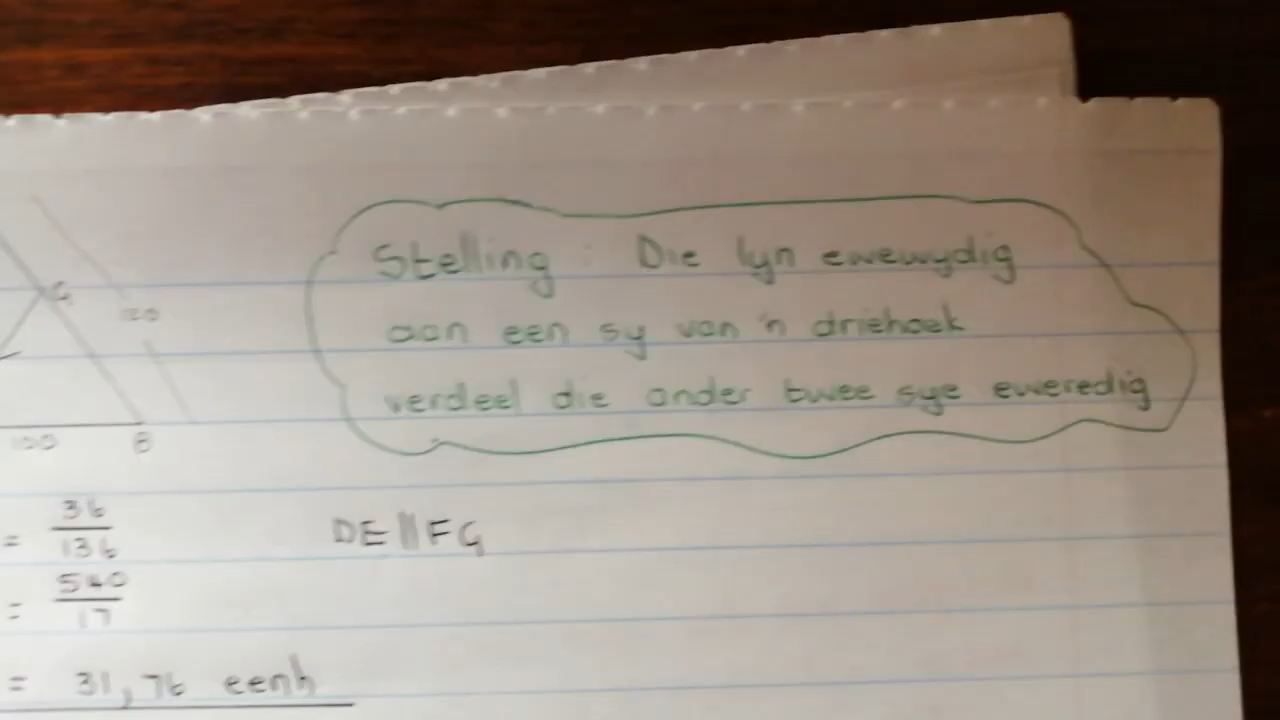 G
120
100 B
Stelling : Die lyn ewewydig
aan een sy van 'n driehoek
verdeel die ander twee sye eweredig
= 36/136 DE||FG
= 540/17
= 31,76 eenh